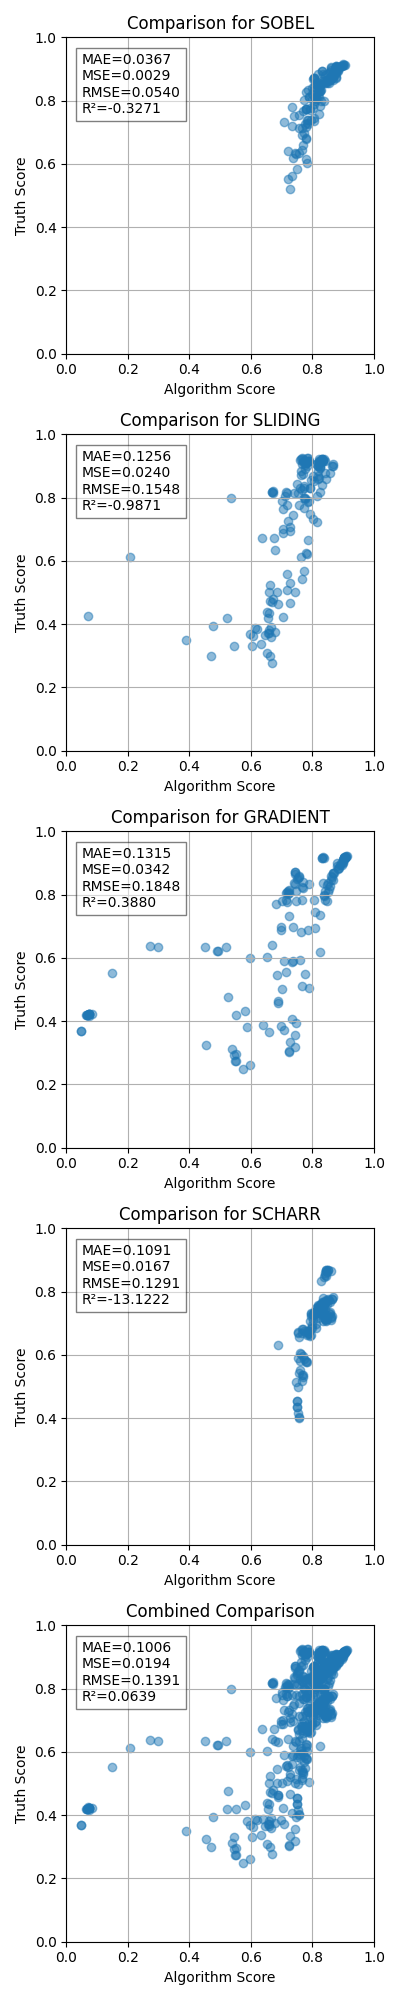 Comparison for SOBEL
1.0
MAE=0.0367
MSE=0.0029
RMSE=0.0540
R²=-0.3271
0.8
0.6
0.4
0.2
0.0
Truth Score
0.0 0.2 0.4 0.6 0.8 1.0
Algorithm Score
Comparison for SLIDING
1.0
MAE=0.1256
MSE=0.0240
RMSE=0.1548
R²=-0.9871
0.8
0.6
0.4
0.2
0.0
Truth Score
0.0 0.2 0.4 0.6 0.8 1.0
Algorithm Score
Comparison for GRADIENT
1.0
MAE=0.1315
MSE=0.0342
RMSE=0.1848
R²=0.3880
0.8
0.6
0.4
0.2
0.0
Truth Score
0.0 0.2 0.4 0.6 0.8 1.0
Algorithm Score
Comparison for SCHARR
1.0
MAE=0.1091
MSE=0.0167
RMSE=0.1291
R²=-13.1222
0.8
0.6
0.4
0.2
0.0
Truth Score
0.0 0.2 0.4 0.6 0.8 1.0
Algorithm Score
Combined Comparison
1.0
MAE=0.1006
MSE=0.0194
RMSE=0.1391
R²=0.0639
0.8
0.6
0.4
0.2
0.0
Truth Score
0.0 0.2 0.4 0.6 0.8 1.0
Algorithm Score